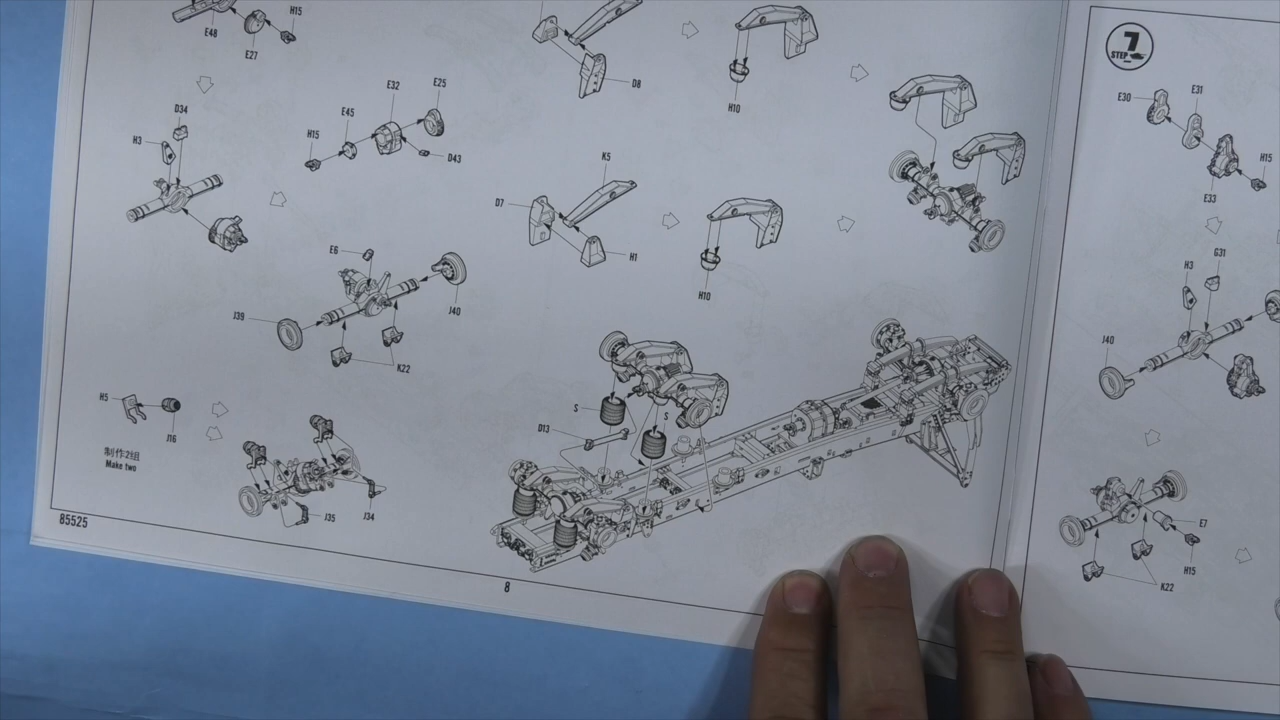 E48
E27
H15
D8
H10
D34
H3
H15
E45
E32
E25
D43
D7
K5
H1
H10
E6
J39
J40
K22
H5
J16
制作2组
Make two
J35
J34
S
S
D13
85525
8
7
STEP
E30
E31
E33
H15
H3
G31
J40
E7
H15
K22